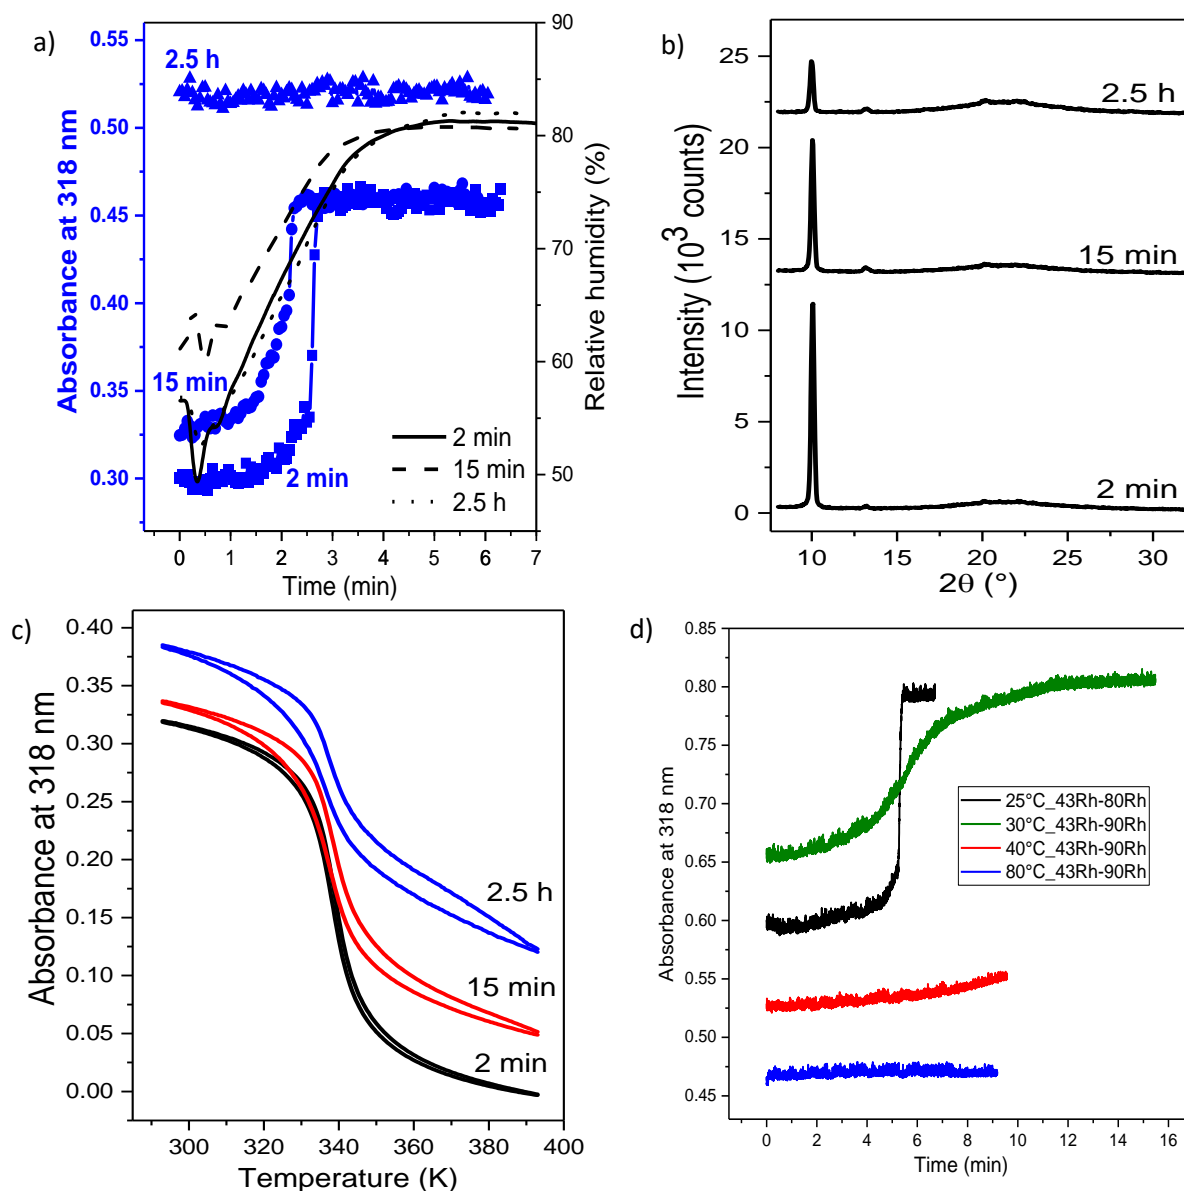 a)
0.55
0.50
0.45
0.40
0.35
0.30
Absorbance at 318 nm
2.5 h
15 min
2 min
90
80
70
60
50
Relative humidity (%)
2 min
15 min
2.5 h
0 1 2 3 4 5 6 7
Time (min)
b)
25
20
15
10
5
0
Intensity (10³ counts)
2.5 h
15 min
2 min
10 15 20 25 30
2θ (°)
c)
0.40
0.35
0.30
0.25
0.20
0.15
0.10
0.05
0.00
Absorbance at 318 nm
2.5 h
15 min
2 min
300 320 340 360 380 400
Temperature (K)
d)
0.85
0.80
0.75
0.70
0.65
0.60
0.55
0.50
0.45
Absorbance at 318 nm
25°C_43Rh-80Rh
30°C_43Rh-90Rh
40°C_43Rh-90Rh
80°C_43Rh-90Rh
0 2 4 6 8 10 12 14 16
Time (min)